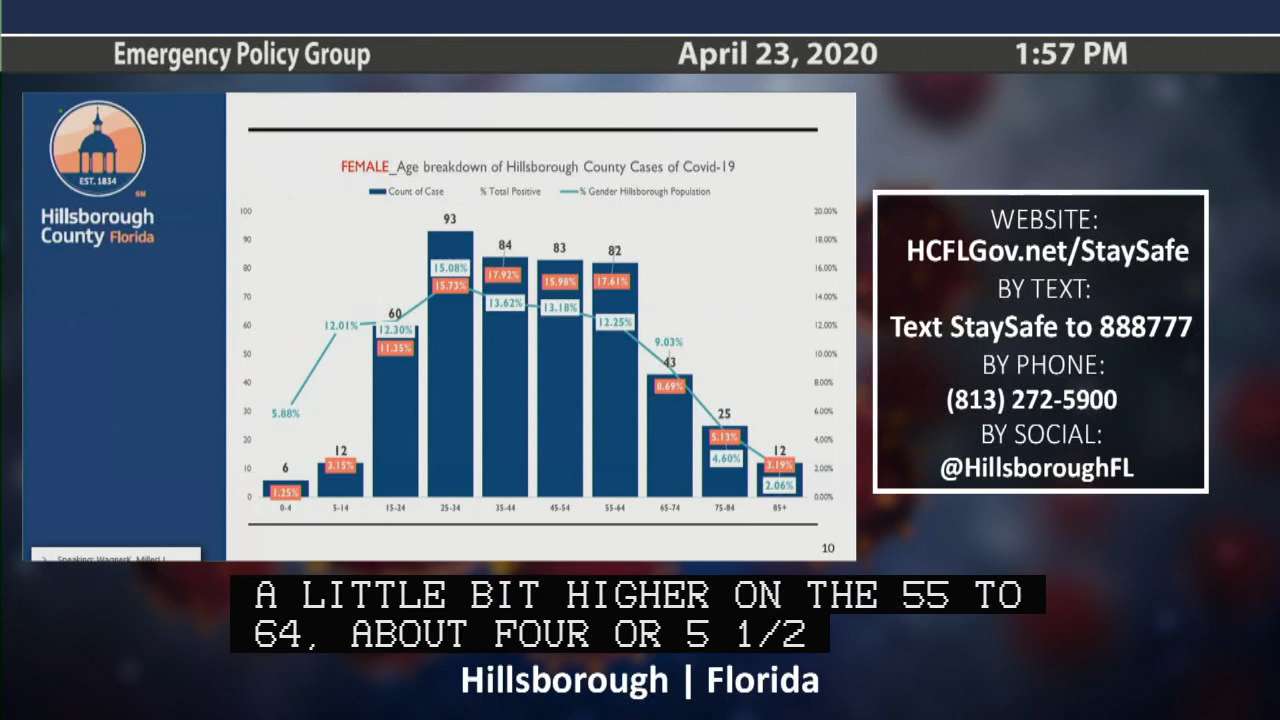 Emergency Policy Group
April 23, 2020
1:57 PM
EST. 1834
SM
Hillsborough
County Florida
FEMALE_Age breakdown of Hillsborough County Cases of Covid-19
Count of Case % Total Positive % Gender Hillsborough Population
100
90
80
70
60
50
40
30
20
10
0
20.00%
18.00%
16.00%
14.00%
12.00%
10.00%
8.00%
6.00%
4.00%
2.00%
0.00%
6
12
60
93
84
83
82
43
25
12
5.88%
12.01%
12.30%
15.08%
13.62%
13.18%
12.25%
9.03%
4.60%
2.06%
1.25%
3.15%
11.35%
15.73%
17.92%
15.98%
17.61%
8.69%
5.13%
3.19%
0-4 5-14 15-24 25-34 35-44 45-54 55-64 65-74 75-84 85+
10
WEBSITE:
HCFLGov.net/StaySafe
BY TEXT:
Text StaySafe to 888777
BY PHONE:
(813) 272-5900
BY SOCIAL:
@HillsboroughFL
A LITTLE BIT HIGHER ON THE 55 TO
64, ABOUT FOUR OR 5 1/2
Hillsborough | Florida